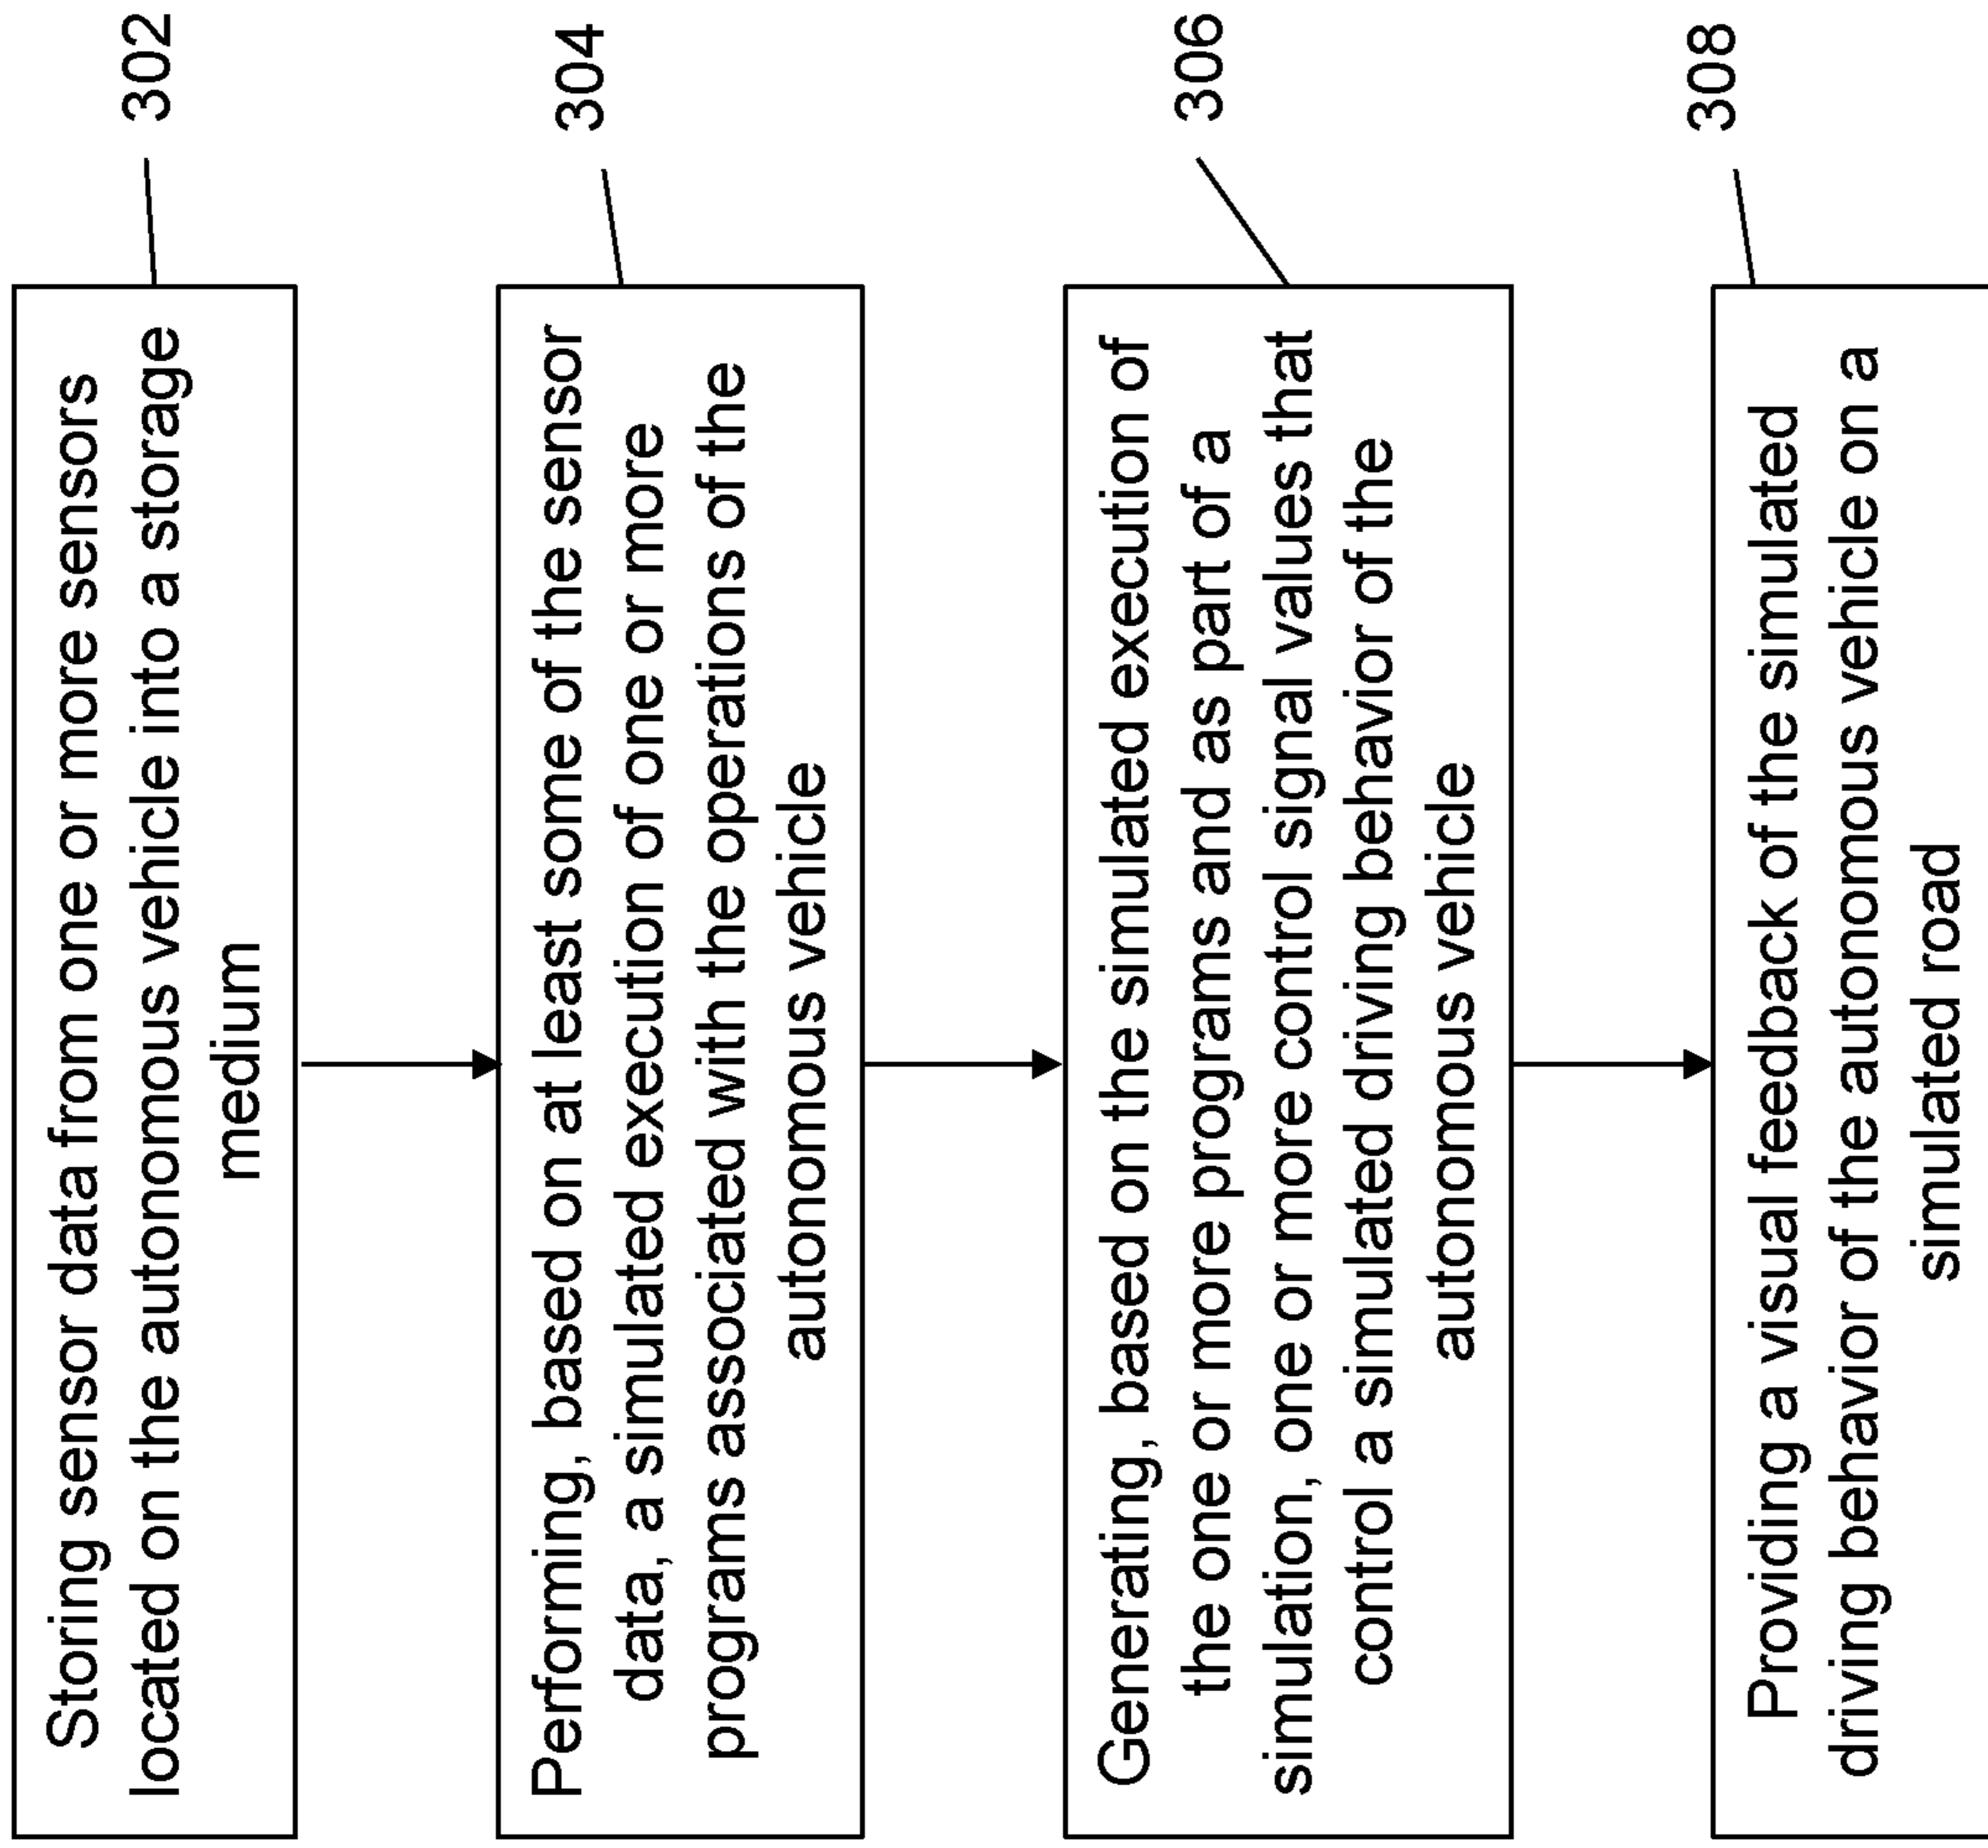 Storing sensor data from one or more sensors
located on the autonomous vehicle into a storage
medium
302
Performing, based on at least some of the sensor
data, a simulated execution of one or more
programs associated with the operations of the
autonomous vehicle
304
Generating, based on the simulated execution of
the one or more programs and as part of a
simulation, one or more control signal values that
control a simulated driving behavior of the
autonomous vehicle
306
Providing a visual feedback of the simulated
driving behavior of the autonomous vehicle on a
simulated road
308